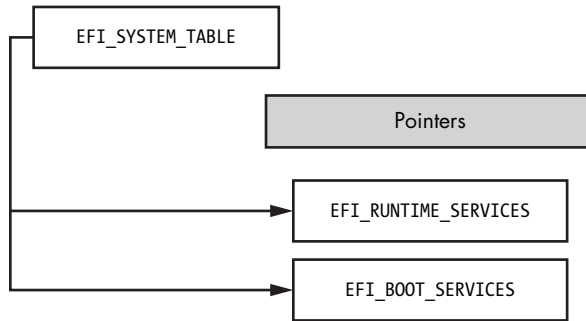 EFI_SYSTEM_TABLE
Pointers
EFI_RUNTIME_SERVICES
EFI_BOOT_SERVICES